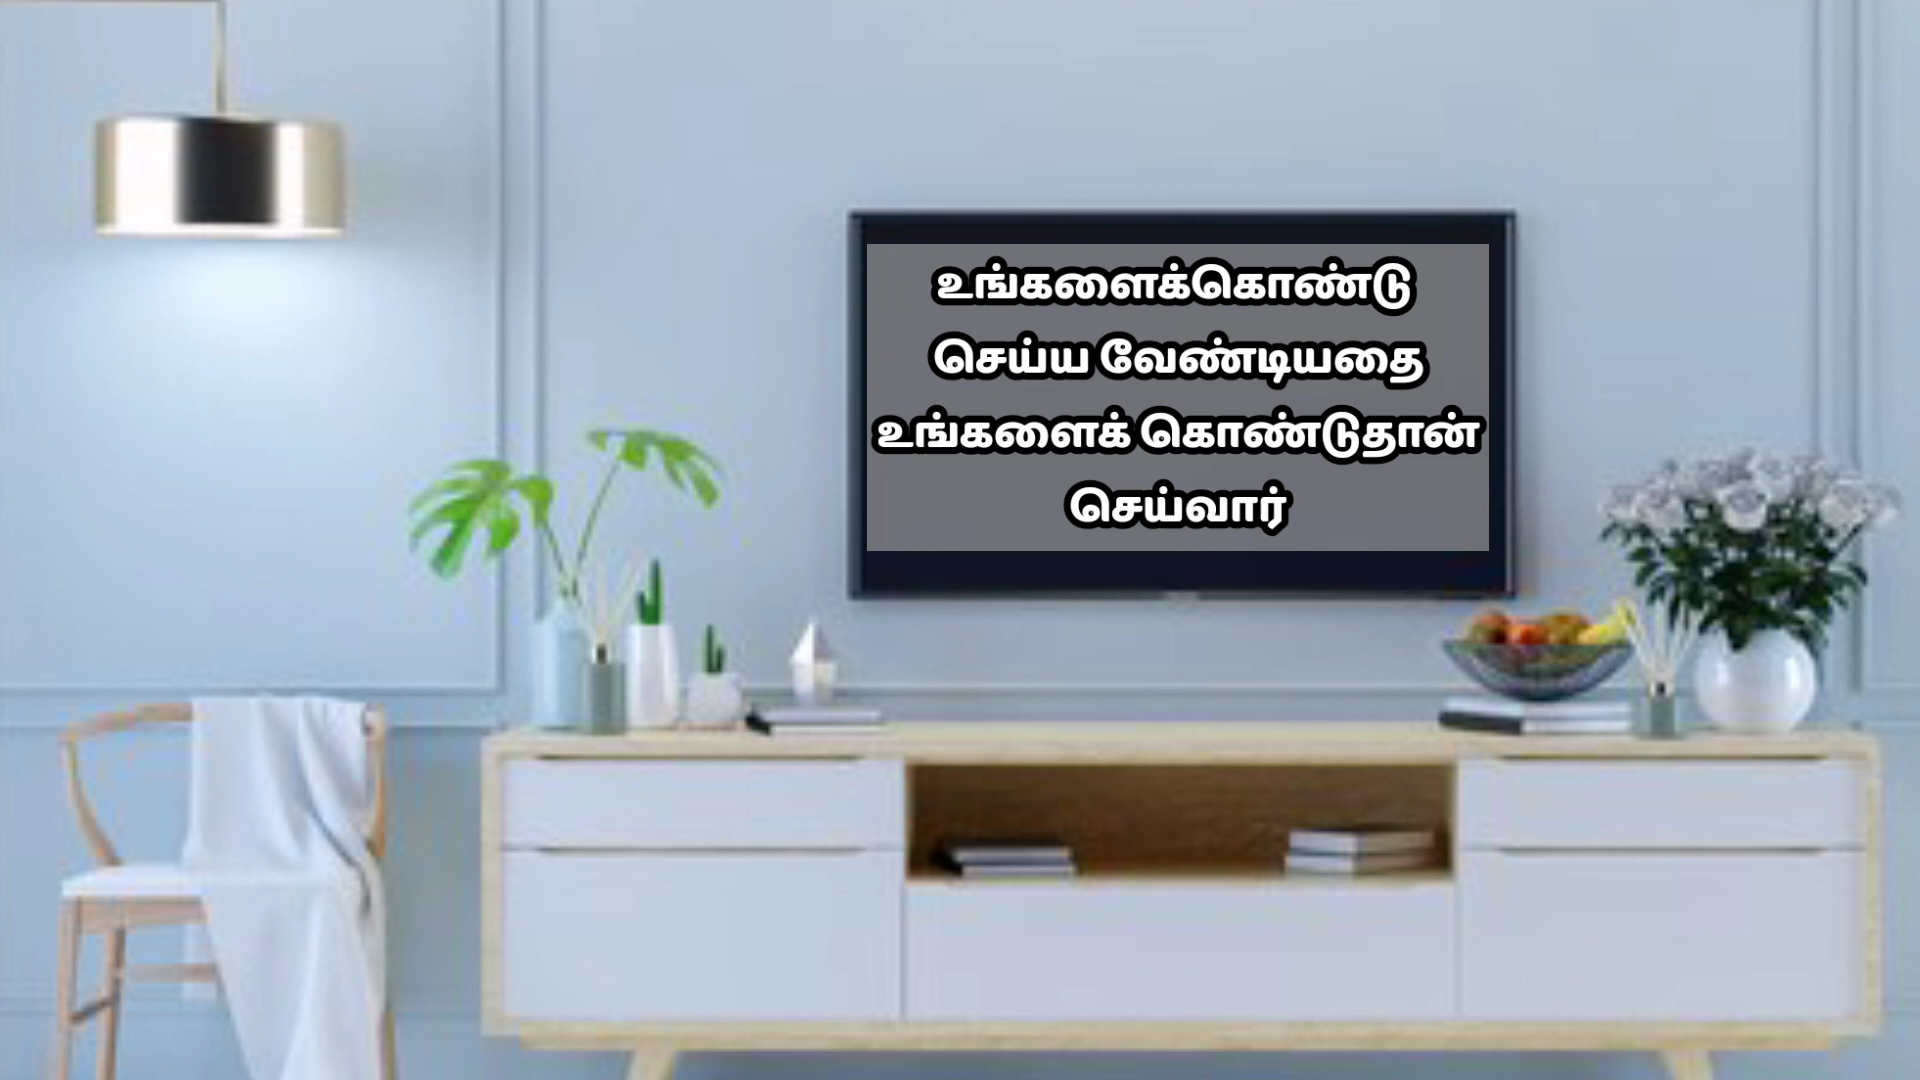 உங்களைக்கொண்டு
செய்ய வேண்டியதை
உங்களைக் கொண்டுதான்
செய்வார்